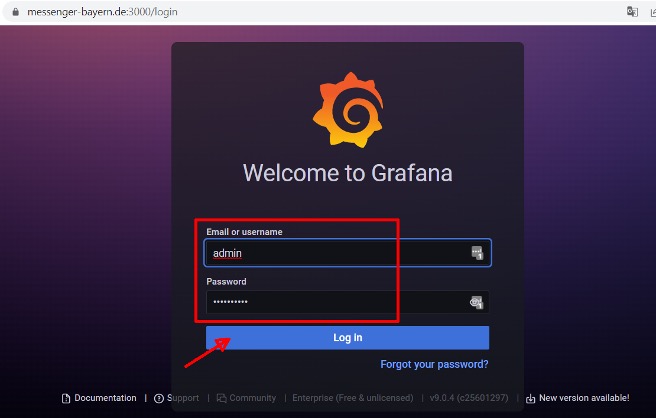 messenger-bayern.de:3000/login
Welcome to Grafana
Email or username
admin
Password
••••••••••
Log in
Forgot your password?
Documentation | Support | Community | Enterprise (Free & unlicensed) | v9.0.4 (c25601297) | New version available!